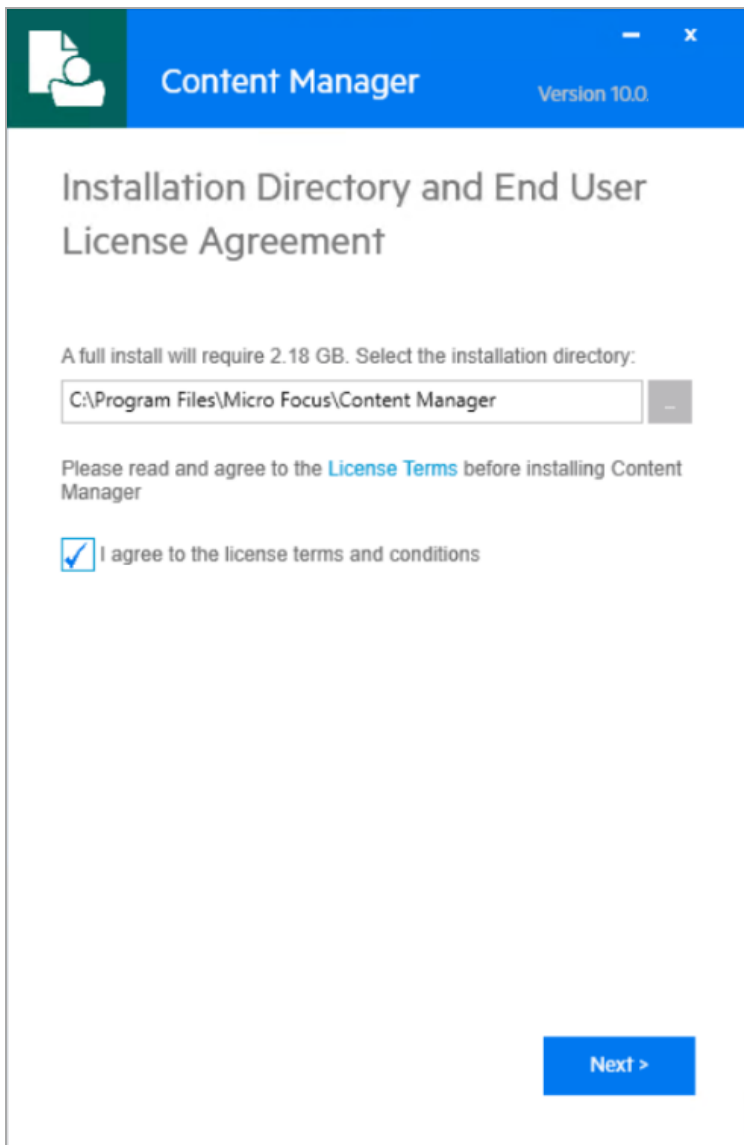 Content Manager
Version 10.0.
Installation Directory and End User
License Agreement
A full install will require 2.18 GB. Select the installation directory:
C:\Program Files\Micro Focus\Content Manager
...
Please read and agree to the License Terms before installing Content
Manager
I agree to the license terms and conditions
Next >